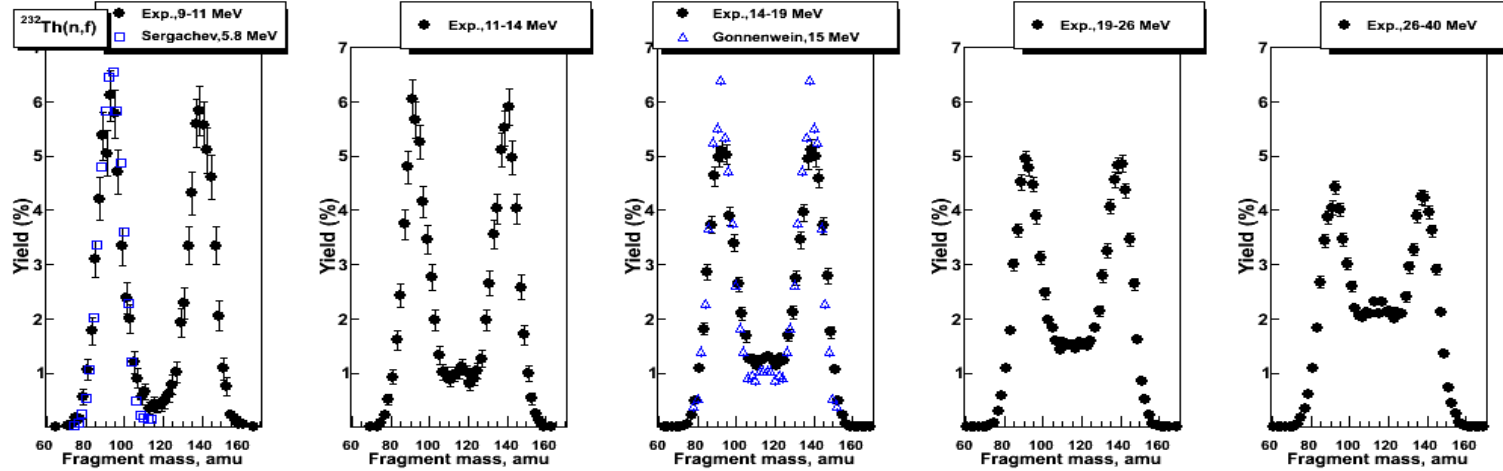 232Th(n,f)
Exp.,9-11 MeV
Sergachev,5.8 MeV
Yield (%)
7
6
5
4
3
2
1
60 80 100 120 140 160
Fragment mass, amu
Exp.,11-14 MeV
Yield (%)
7
6
5
4
3
2
1
60 80 100 120 140 160
Fragment mass, amu
Exp.,14-19 MeV
Gonnenwein,15 MeV
Yield (%)
7
6
5
4
3
2
1
60 80 100 120 140 160
Fragment mass, amu
Exp.,19-26 MeV
Yield (%)
7
6
5
4
3
2
1
60 80 100 120 140 160
Fragment mass, amu
Exp.,26-40 MeV
Yield (%)
7
6
5
4
3
2
1
60 80 100 120 140 160
Fragment mass, amu